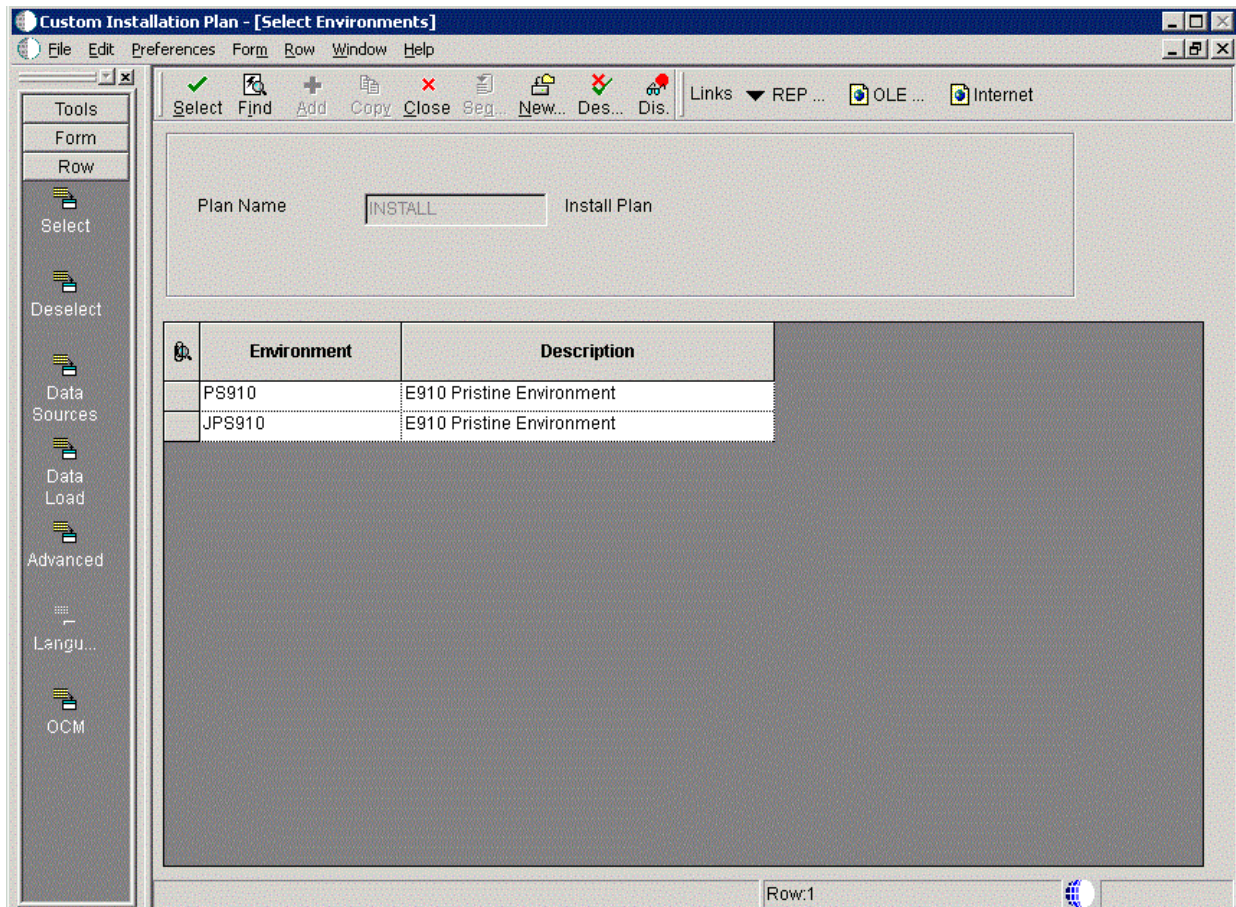 Custom Installation Plan - [Select Environments]
File Edit Preferences Form Row Window Help
Tools
Form
Row
Select
Deselect
Data
Sources
Data
Load
Advanced
Langu...
OCM
Select Find Add Copy Close Seq... New... Des... Dis. Links REP ... OLE ... Internet
Plan Name INSTALL Install Plan
Environment Description
PS910 E910 Pristine Environment
JPS910 E910 Pristine Environment
Row:1